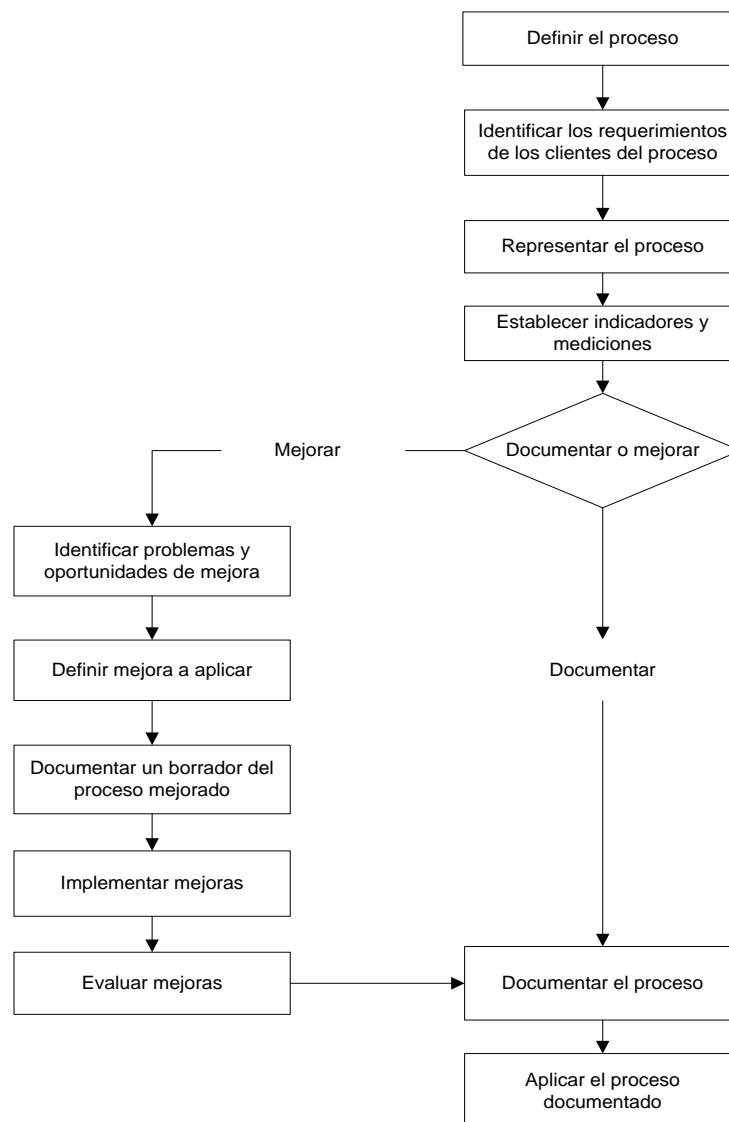 Definir el proceso
Identificar los requerimientos
de los clientes del proceso
Representar el proceso
Establecer indicadores y
mediciones
Documentar o mejorar
Mejorar
Identificar problemas y
oportunidades de mejora
Definir mejora a aplicar
Documentar
Documentar un borrador del
proceso mejorado
Implementar mejoras
Evaluar mejoras
Documentar el proceso
Aplicar el proceso
documentado